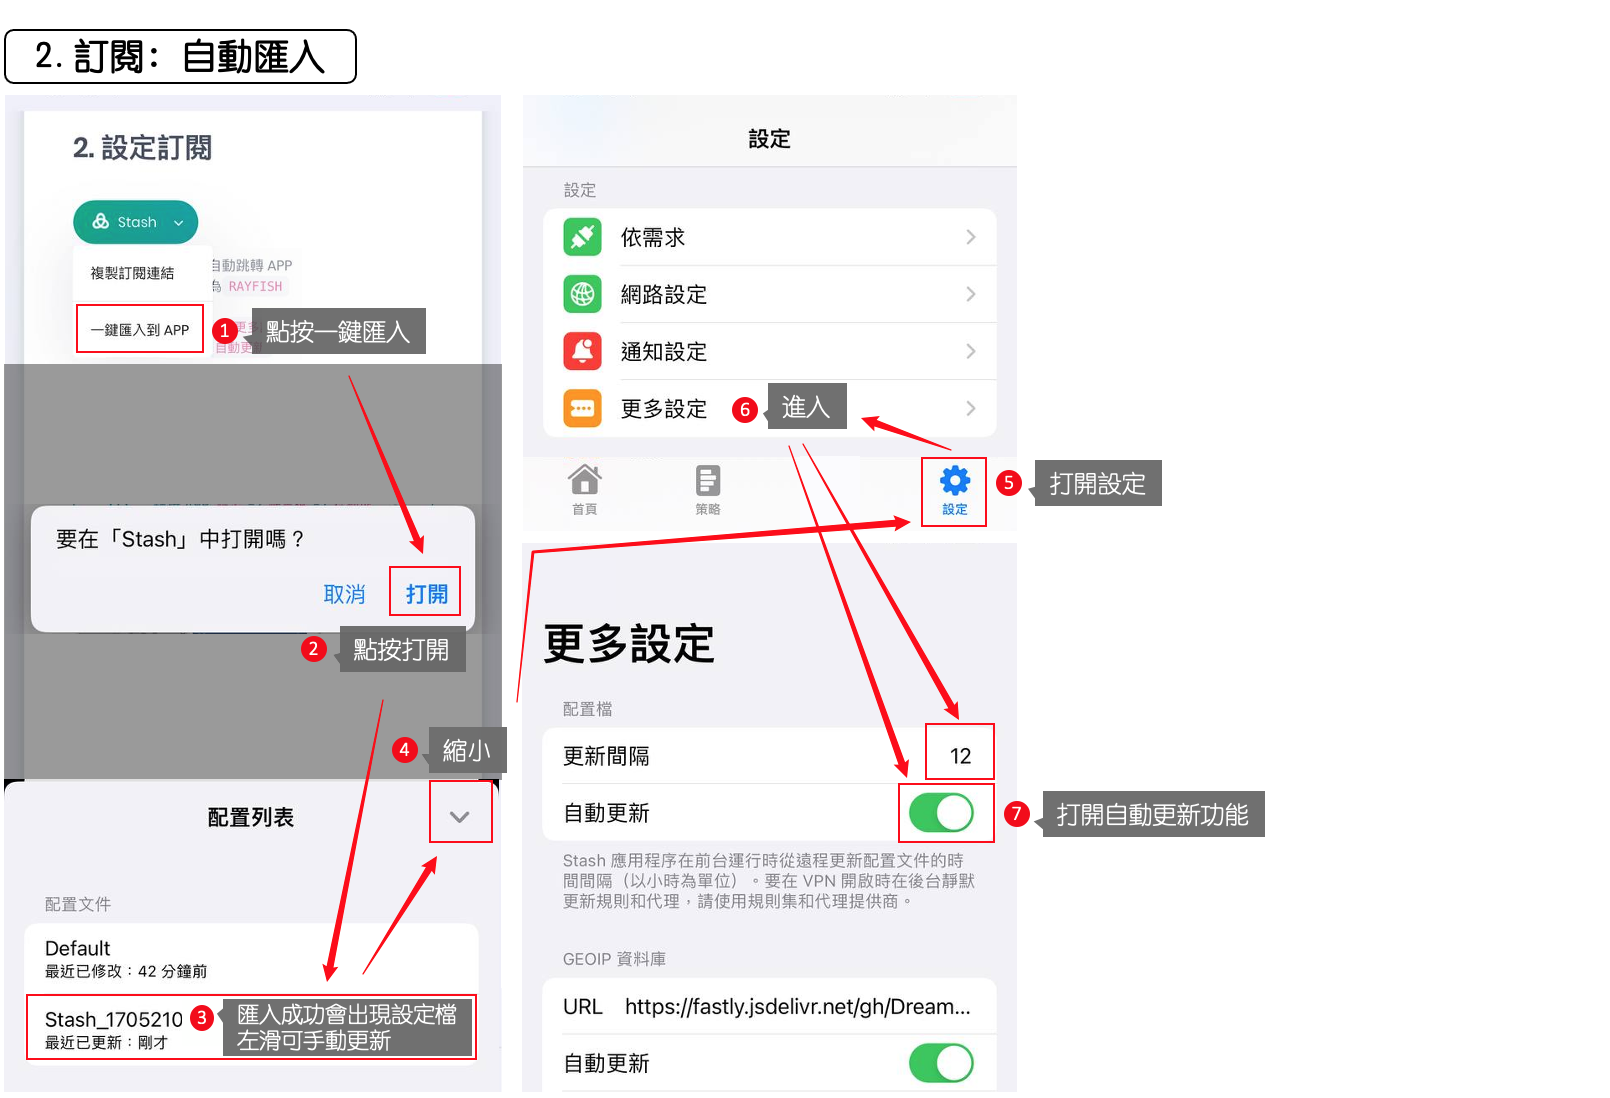 2. 訂閱：自動匯入
2. 設定訂閱
Stash
複製訂閱連結
自動跳轉 APP
為 RAYFISH
一鍵匯入到 APP
1
更多
點按一鍵匯入
自動更
要在「Stash」中打開嗎？
取消
打開
2
點按打開
4
縮小
配置列表
配置文件
Default
最近已修改：42 分鐘前
Stash_1705210
最近已更新：剛才
3
匯入成功會出現設定檔
左滑可手動更新
設定
設定
依需求
網路設定
通知設定
更多設定
6
進入
首頁
策略
設定
5
打開設定
更多設定
配置檔
更新間隔
12
自動更新
7
打開自動更新功能
Stash 應用程序在前台運行時從遠程更新配置文件的時
間間隔（以小時為單位）。要在 VPN 開啟時在後台靜默
更新規則和代理，請使用規則集和代理提供商。
GEOIP 資料庫
URL https://fastly.jsdelivr.net/gh/Dream...
自動更新